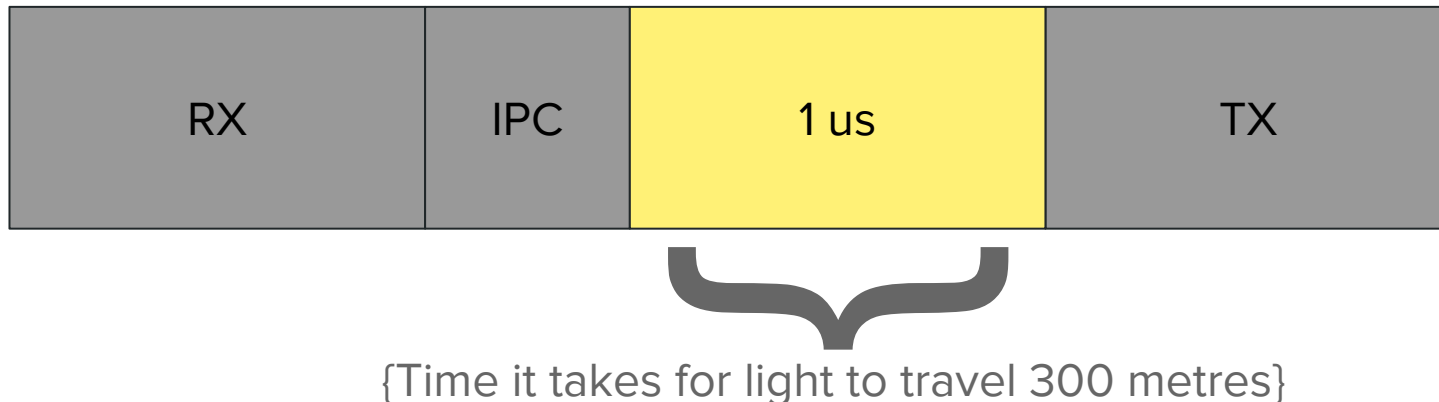 RX IPC 1 us TX
{Time it takes for light to travel 300 metres}